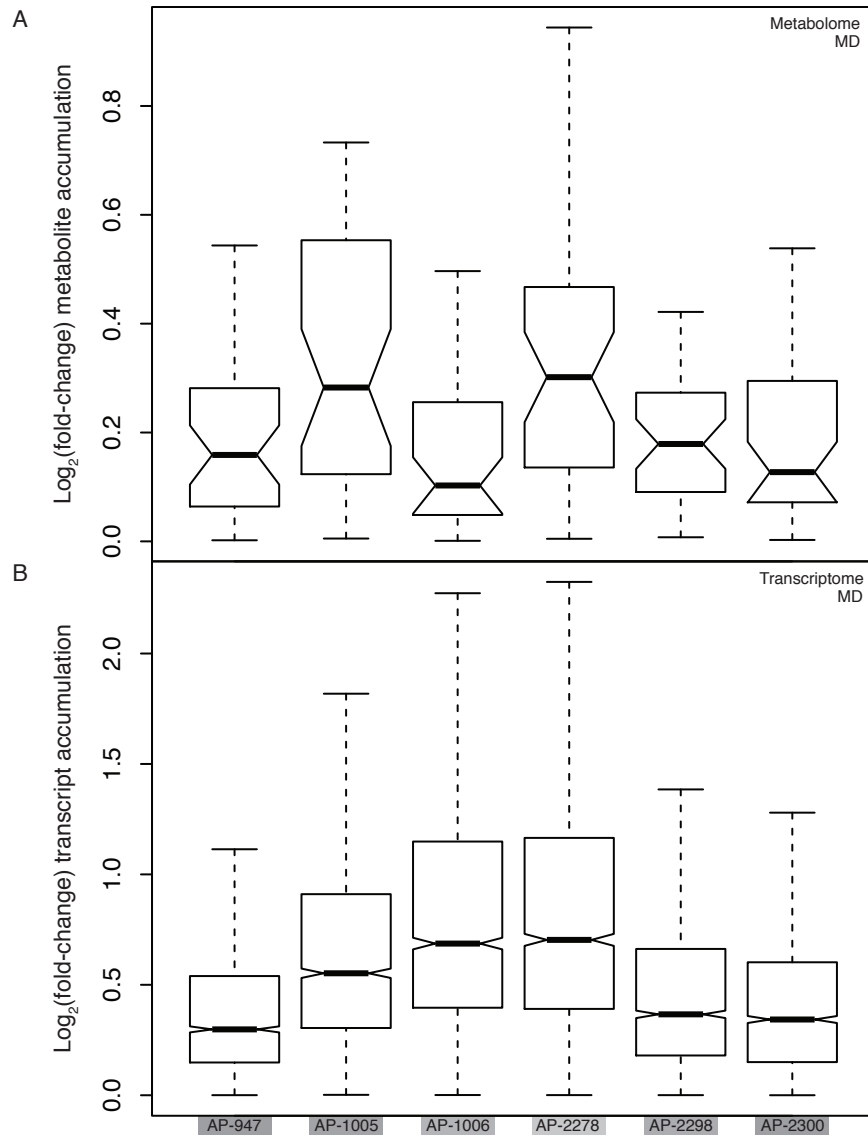 A
Metabolome
MD
Log2(fold-change) metabolite accumulation
0.8
0.6
0.4
0.2
0.0
B
Transcriptome
MD
Log2(fold-change) transcript accumulation
2.0
1.5
1.0
0.5
0.0
AP-947 AP-1005 AP-1006 AP-2278 AP-2298 AP-2300